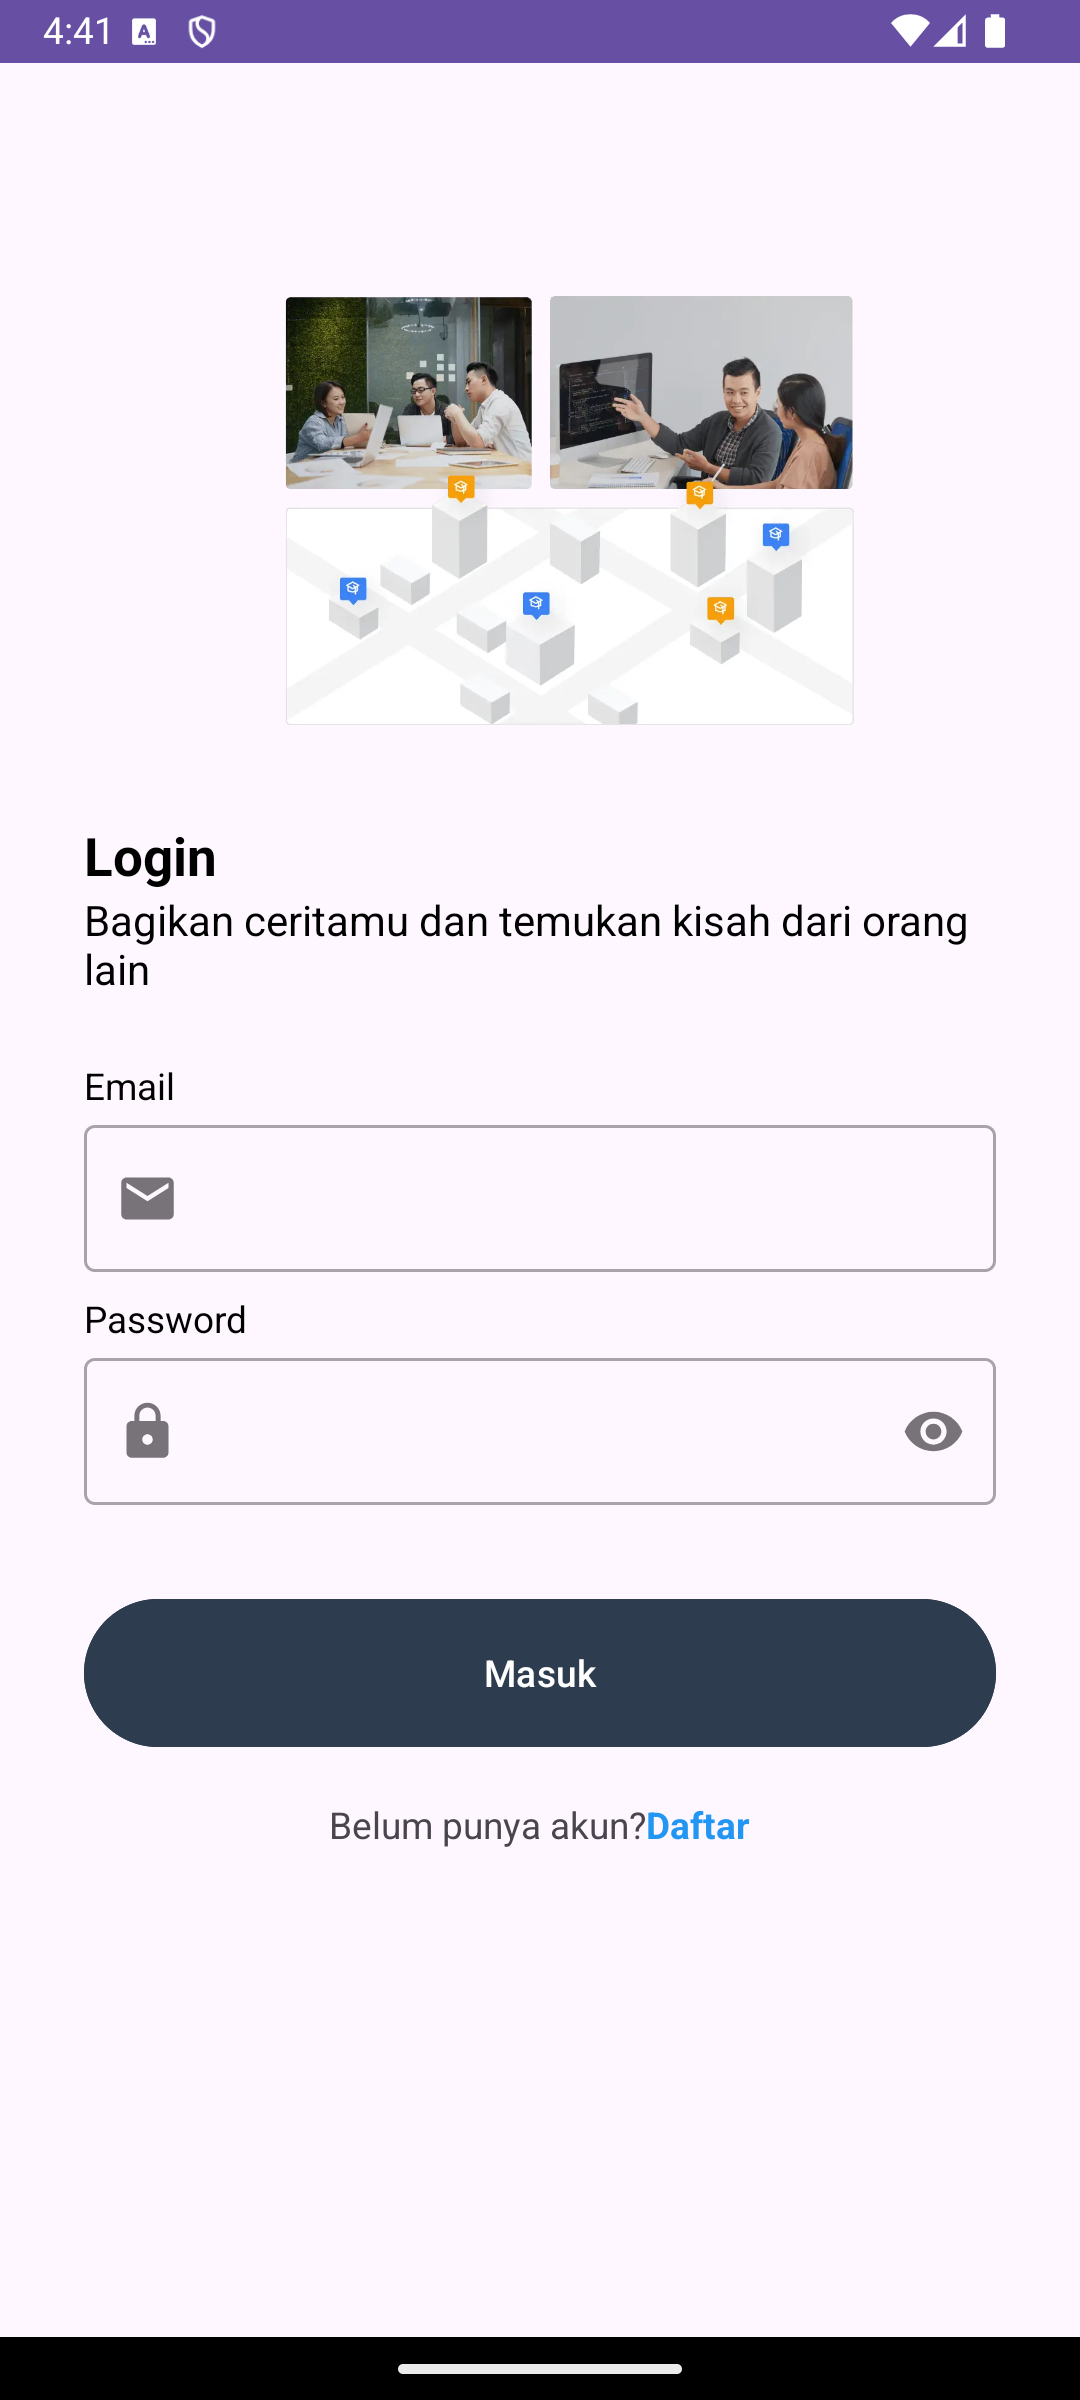 4:41
Login
Bagikan ceritamu dan temukan kisah dari orang
lain
Email
Password
Masuk
Belum punya akun?Daftar